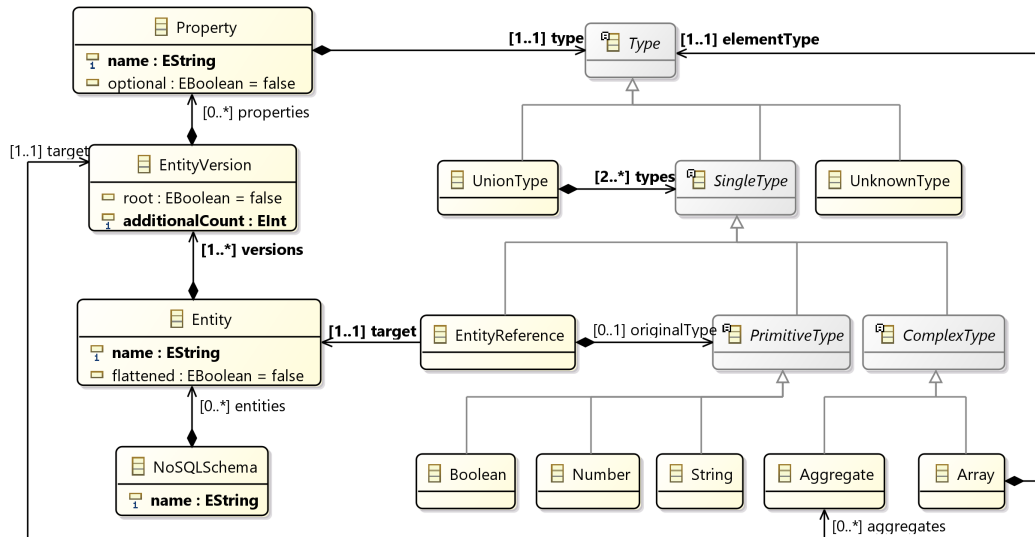 Property
name : EString
optional : EBoolean = false
[1..1] type
Type
[1..1] elementType
[0..*] properties
[1..1] target
EntityVersion
root : EBoolean = false
additionalCount : EInt
UnionType
[2..*] types
SingleType
UnknownType
[1..*] versions
Entity
name : EString
flattened : EBoolean = false
[1..1] target
EntityReference
[0..1] originalType
PrimitiveType
ComplexType
[0..*] entities
NoSQLSchema
name : EString
Boolean
Number
String
Aggregate
Array
[0..*] aggregates